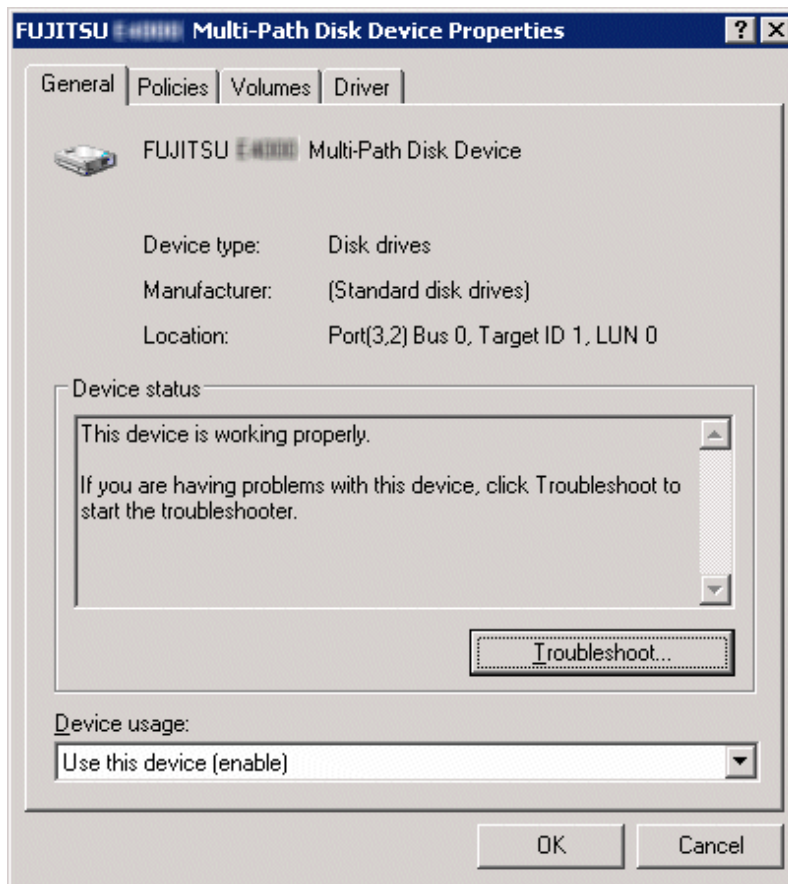 FUJITSU Multi-Path Disk Device Properties
General Policies Volumes Driver
FUJITSU Multi-Path Disk Device
Device type: Disk drives
Manufacturer: (Standard disk drives)
Location: Port(3,2) Bus 0, Target ID 1, LUN 0
Device status
This device is working properly.
If you are having problems with this device, click Troubleshoot to
start the troubleshooter.
Troubleshoot...
Device usage:
Use this device (enable)
OK Cancel